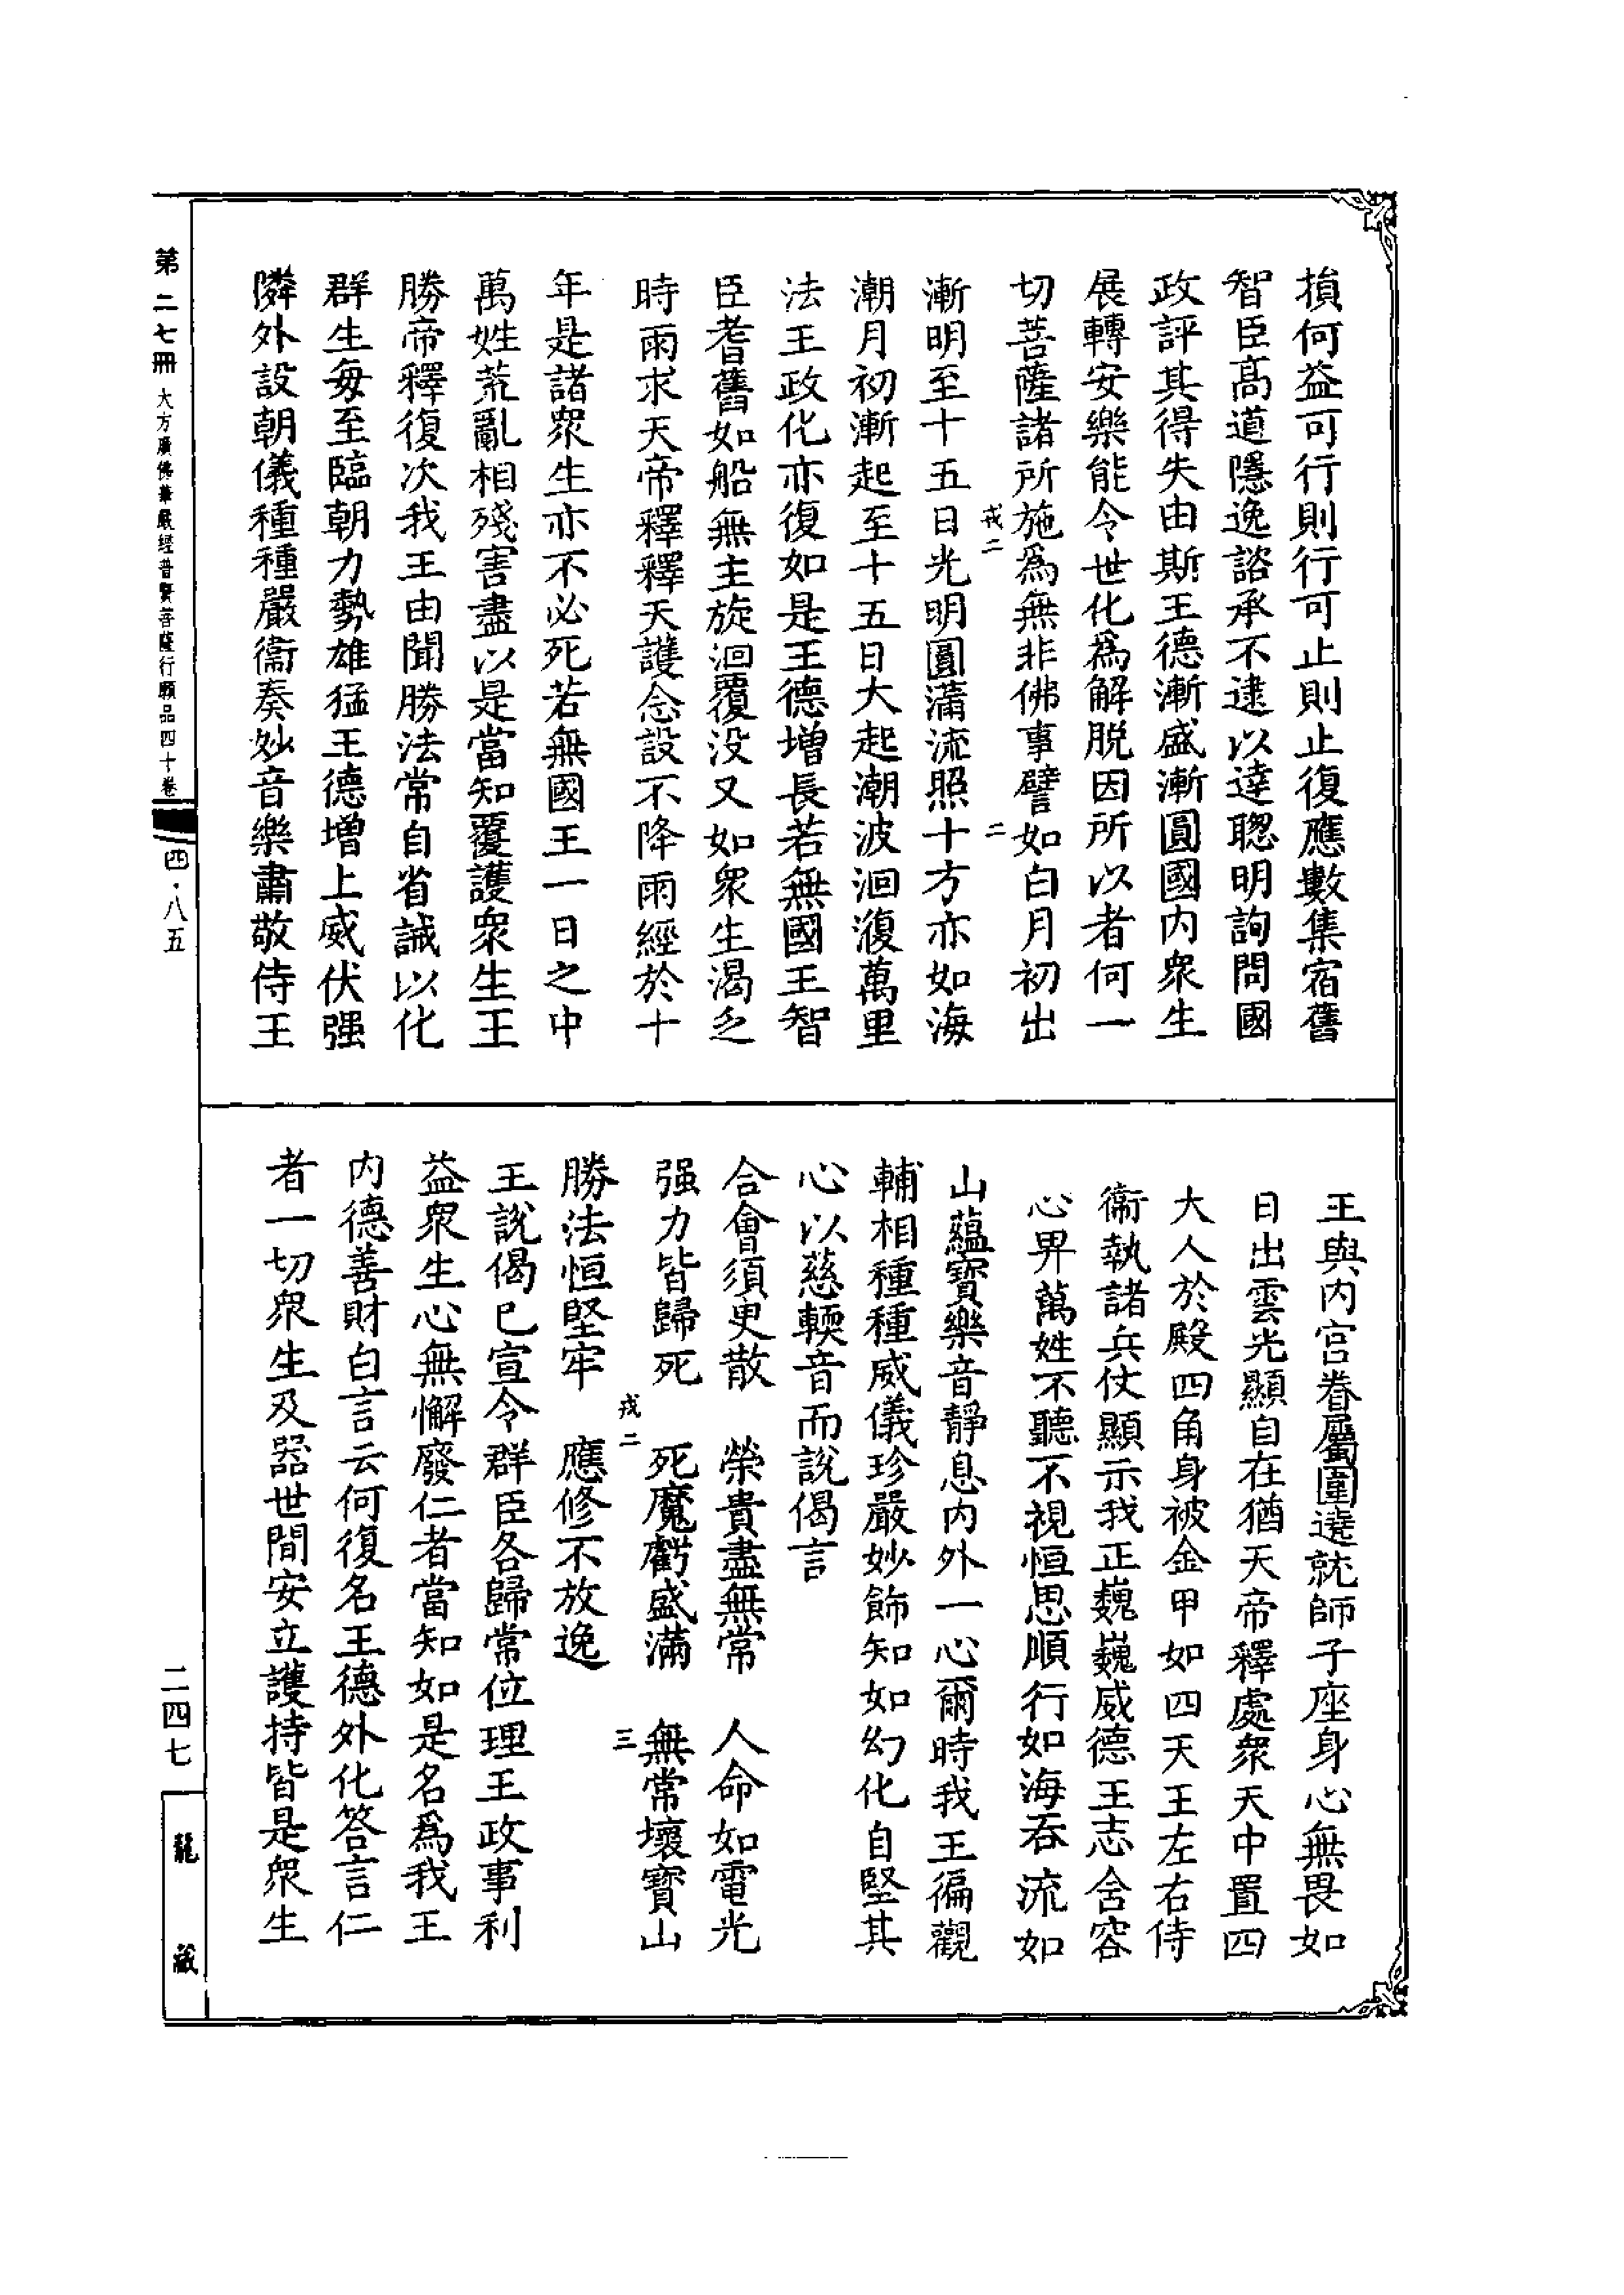 損何益可行則行可止則止復應數集宿舊
智臣高道隱逸諮承不逮以達聰明詢問國
政評其得失由斯王德漸盛漸圓國內衆生
展轉安樂能令世化爲解脱因所以者何一
切菩薩諸所施爲無非佛事譬如白月初出
戎二
二
漸明至十五日光明圓滿流照十方亦如海
潮月初漸起至十五日大起潮波洄澓萬里
法王政化亦復如是王德增長若無國王智
臣耆舊如船無主旋洄覆没又如衆生渴乏
時雨求天帝釋釋天護念設不降雨經於十
年是諸衆生亦不必死若無國王一日之中
萬姓荒亂相殘害盡以是當知覆護衆生王
勝帝釋復次我王由聞勝法常自省誡以化
群生每至臨朝力勢雄猛王德增上威伏强
隣外設朝儀種種嚴衞奏妙音樂肅敬侍王
王與内宫眷屬圍遶就師子座身心無畏如
日出雲光顯自在猶天帝釋處衆天中置四
大人於殿四角身被金甲如四天王左右侍
衞執諸兵仗顯示我正巍巍威德王志含容
心界萬姓不聽不視恒思順行如海吞流如
山蘊寶樂音靜息内外一心爾時我王徧觀
輔相種種威儀珍嚴妙飾知如幻化自堅其
心以慈輭音而說偈言
合會須臾散　榮貴盡無常　人命如電光
强力皆歸死　死魔虧盛滿　無常壞寶山
戎二
三
勝法恒堅牢　應修不放逸
王說偈已宣令群臣各歸常位理王政事利
益衆生心無懈廢仁者當知如是名爲我王
内德善財白言云何復名王德外化答言仁
者一切衆生及器世間安立護持皆是衆生
第二七冊　大方廣佛華嚴經普賢菩薩行願品四十卷
四・八五
二四七
龍藏